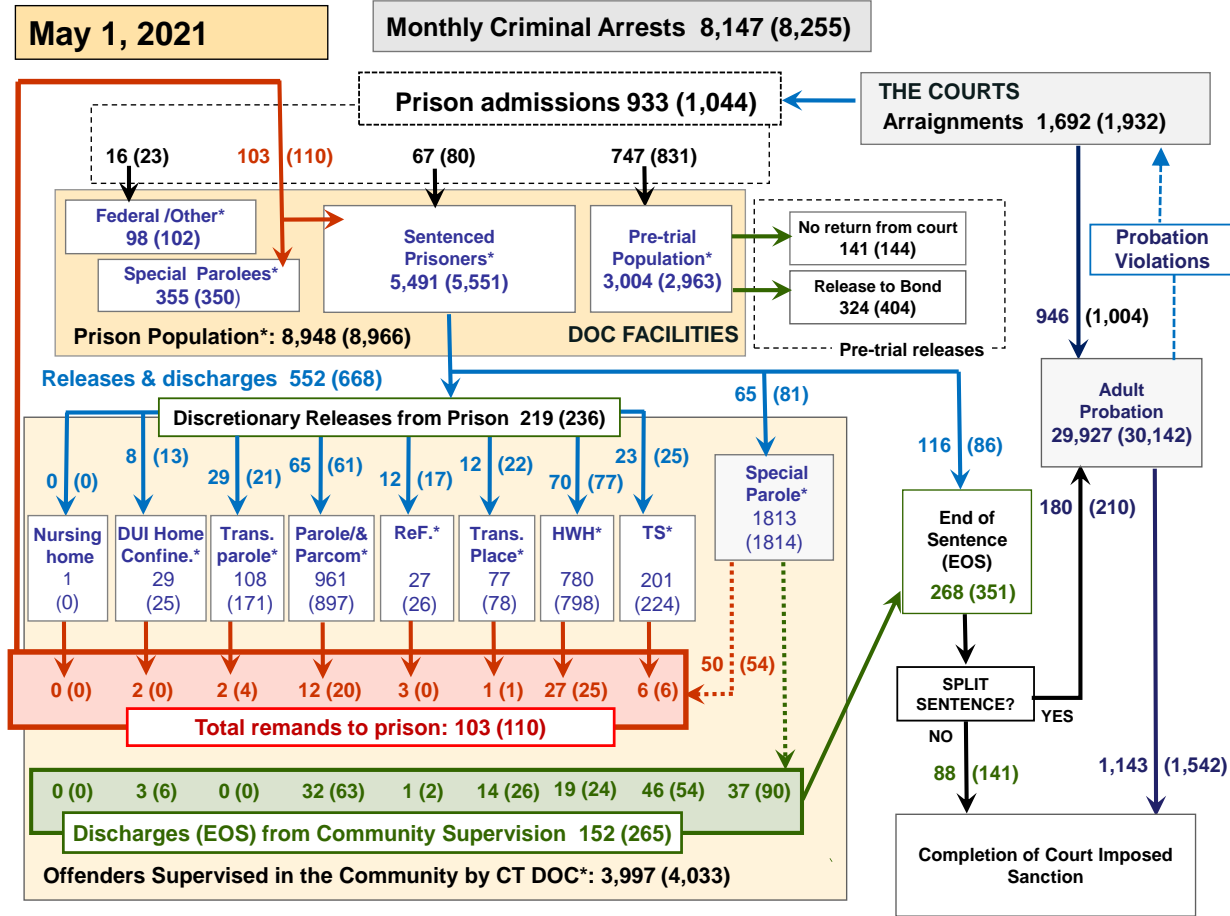 May 1, 2021
Monthly Criminal Arrests 8,147 (8,255)
Prison admissions 933 (1,044)
THE COURTS
Arraignments 1,692 (1,932)
16 (23)
103 (110)
67 (80)
747 (831)
Federal /Other*
98 (102)
Special Parolees*
355 (350)
Sentenced
Prisoners*
5,491 (5,551)
Pre-trial
Population*
3,004 (2,963)
No return from court
141 (144)
Release to Bond
324 (404)
Pre-trial releases
Probation
Violations
Prison Population*: 8,948 (8,966)
DOC FACILITIES
946 (1,004)
Releases & discharges 552 (668)
Discretionary Releases from Prison 219 (236)
65 (81)
116 (86)
Adult
Probation
29,927 (30,142)
0 (0)
8 (13)
29 (21)
65 (61)
12 (17)
12 (22)
70 (77)
23 (25)
180 (210)
Nursing
home
1
(0)
DUI Home
Confine.*
29
(25)
Trans.
parole*
108
(171)
Parole/&
Parcom*
961
(897)
ReF.*
27
(26)
Trans.
Place*
77
(78)
HWH*
780
(798)
TS*
201
(224)
Special
Parole*
1813
(1814)
End of
Sentence
(EOS)
268 (351)
50 (54)
0 (0)
2 (0)
2 (4)
12 (20)
3 (0)
1 (1)
27 (25)
6 (6)
Total remands to prison: 103 (110)
SPLIT
SENTENCE?
YES
NO
88 (141)
1,143 (1,542)
0 (0)
3 (6)
0 (0)
32 (63)
1 (2)
14 (26)
19 (24)
46 (54)
37 (90)
Discharges (EOS) from Community Supervision 152 (265)
Offenders Supervised in the Community by CT DOC*: 3,997 (4,033)
Completion of Court Imposed
Sanction